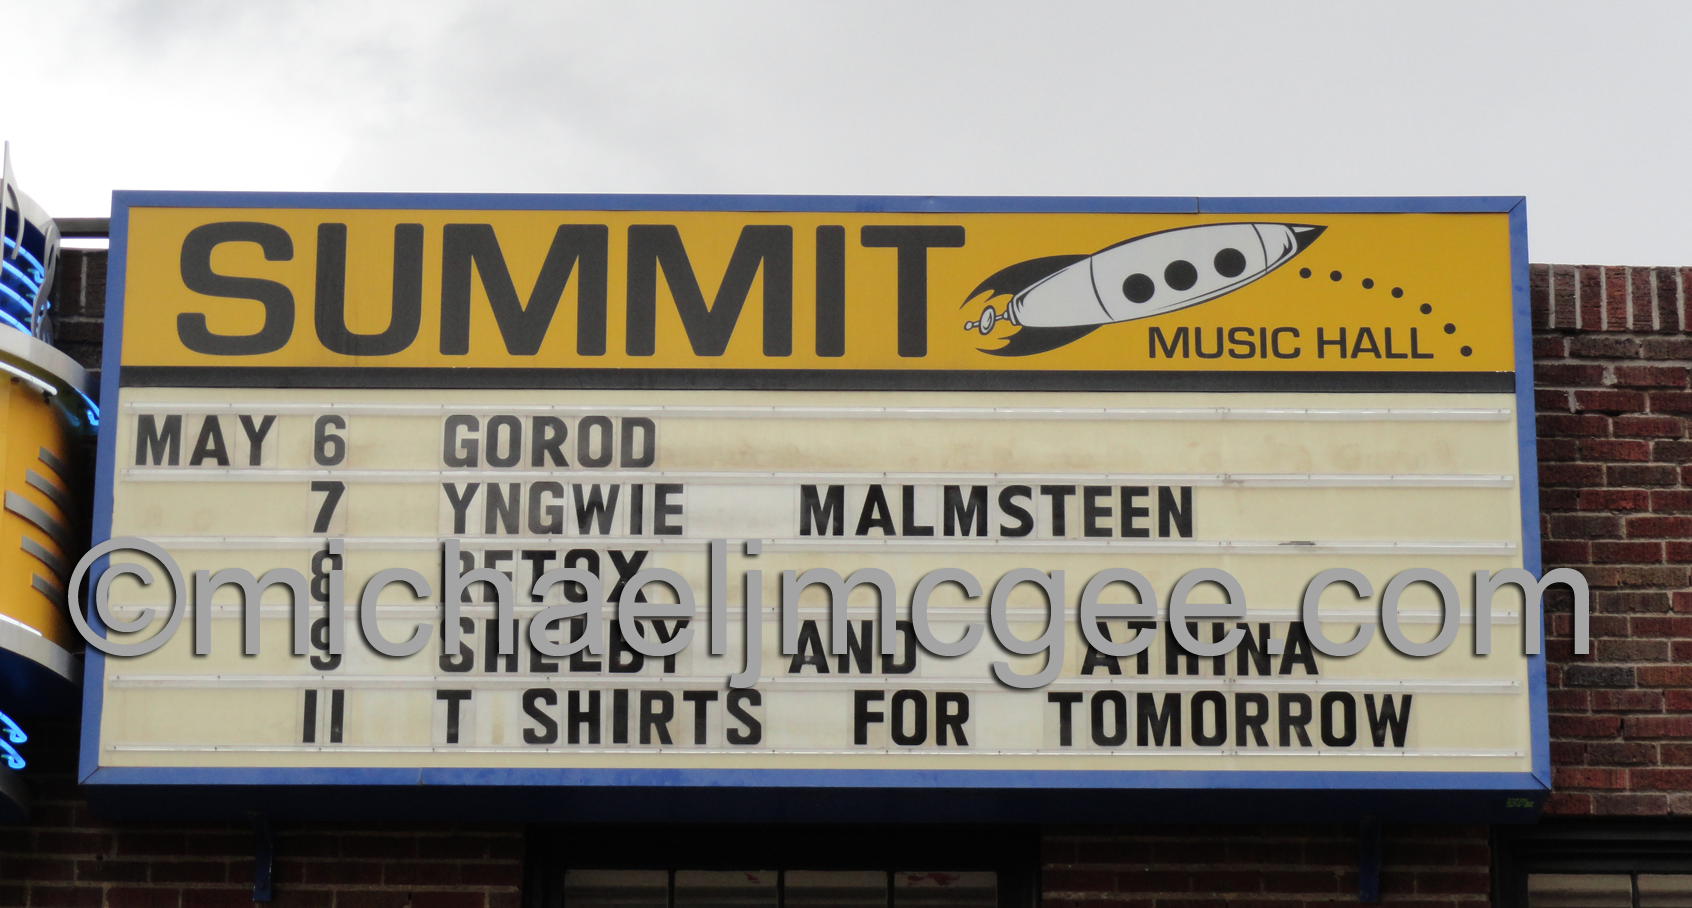 SUMMIT
MUSIC HALL
MAY 6 GOROD
7 YNGWIE MALMSTEEN
8 RETOX
©michaeljmcgee.com
9 SHELBY AND ATHINA
11 T SHIRTS FOR TOMORROW